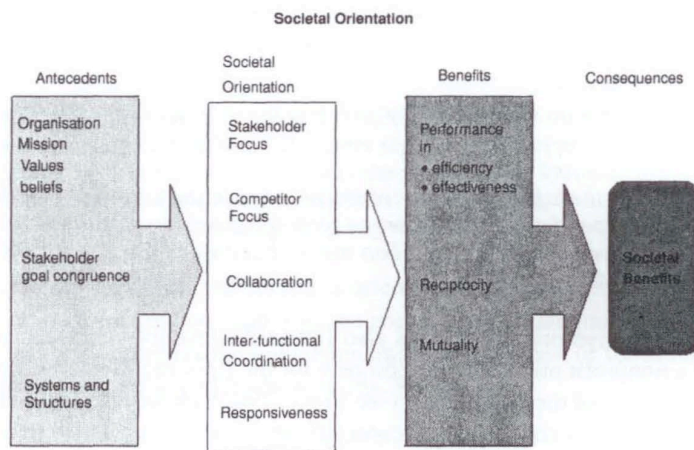 Societal Orientation
Antecedents
Organisation
Mission
Values
beliefs
Stakeholder
goal congruence
Systems and
Structures
Societal
Orientation
Stakeholder
Focus
Competitor
Focus
Collaboration
Inter-functional
Coordination
Responsiveness
Benefits
Performance
in
• efficiency
• effectiveness
Reciprocity
Mutuality
Consequences
Societal
Benefits